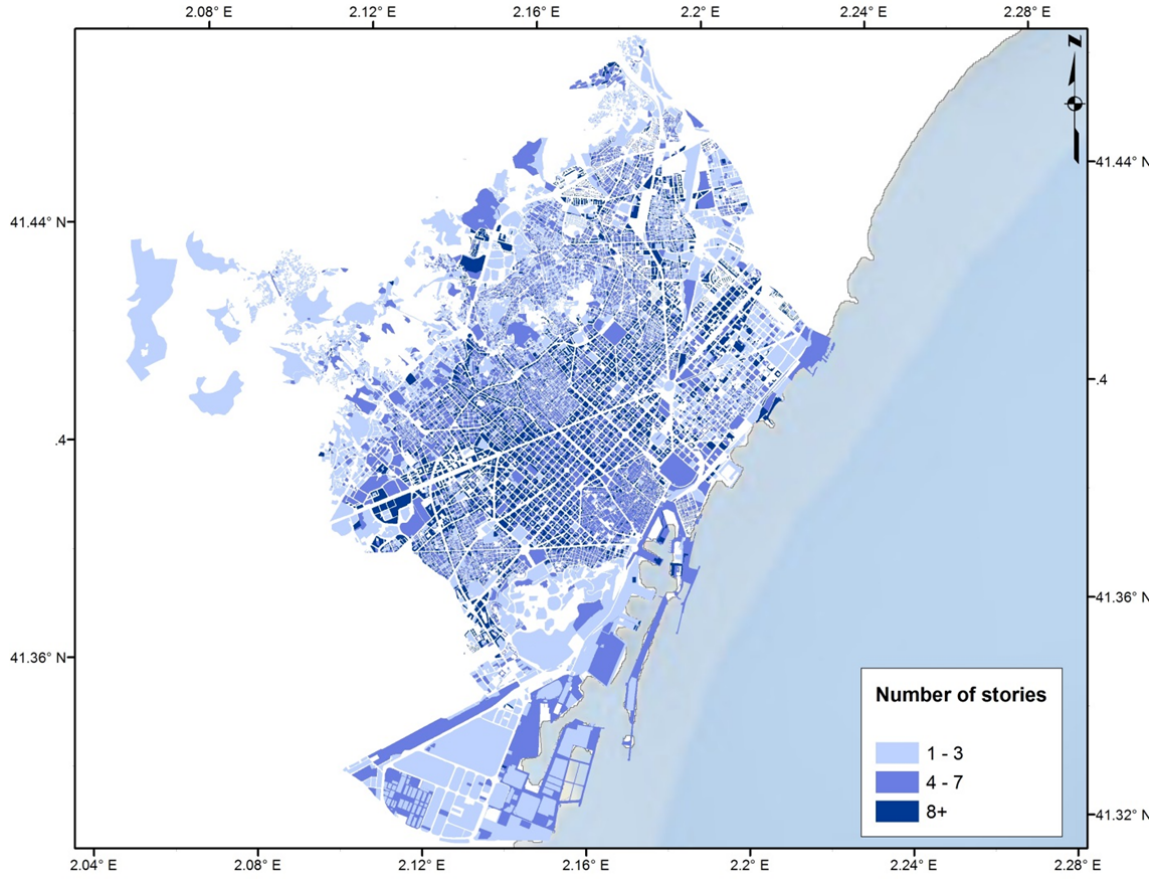 2.08° E 2.12° E 2.16° E 2.2° E 2.24° E 2.28° E
N
41.44° N
41.44° N
.4
.4
41.36° N
41.36° N
Number of stories
1 - 3
4 - 7
8+
41.32° N
2.04° E 2.08° E 2.12° E 2.16° E 2.2° E 2.24° E 2.28° E